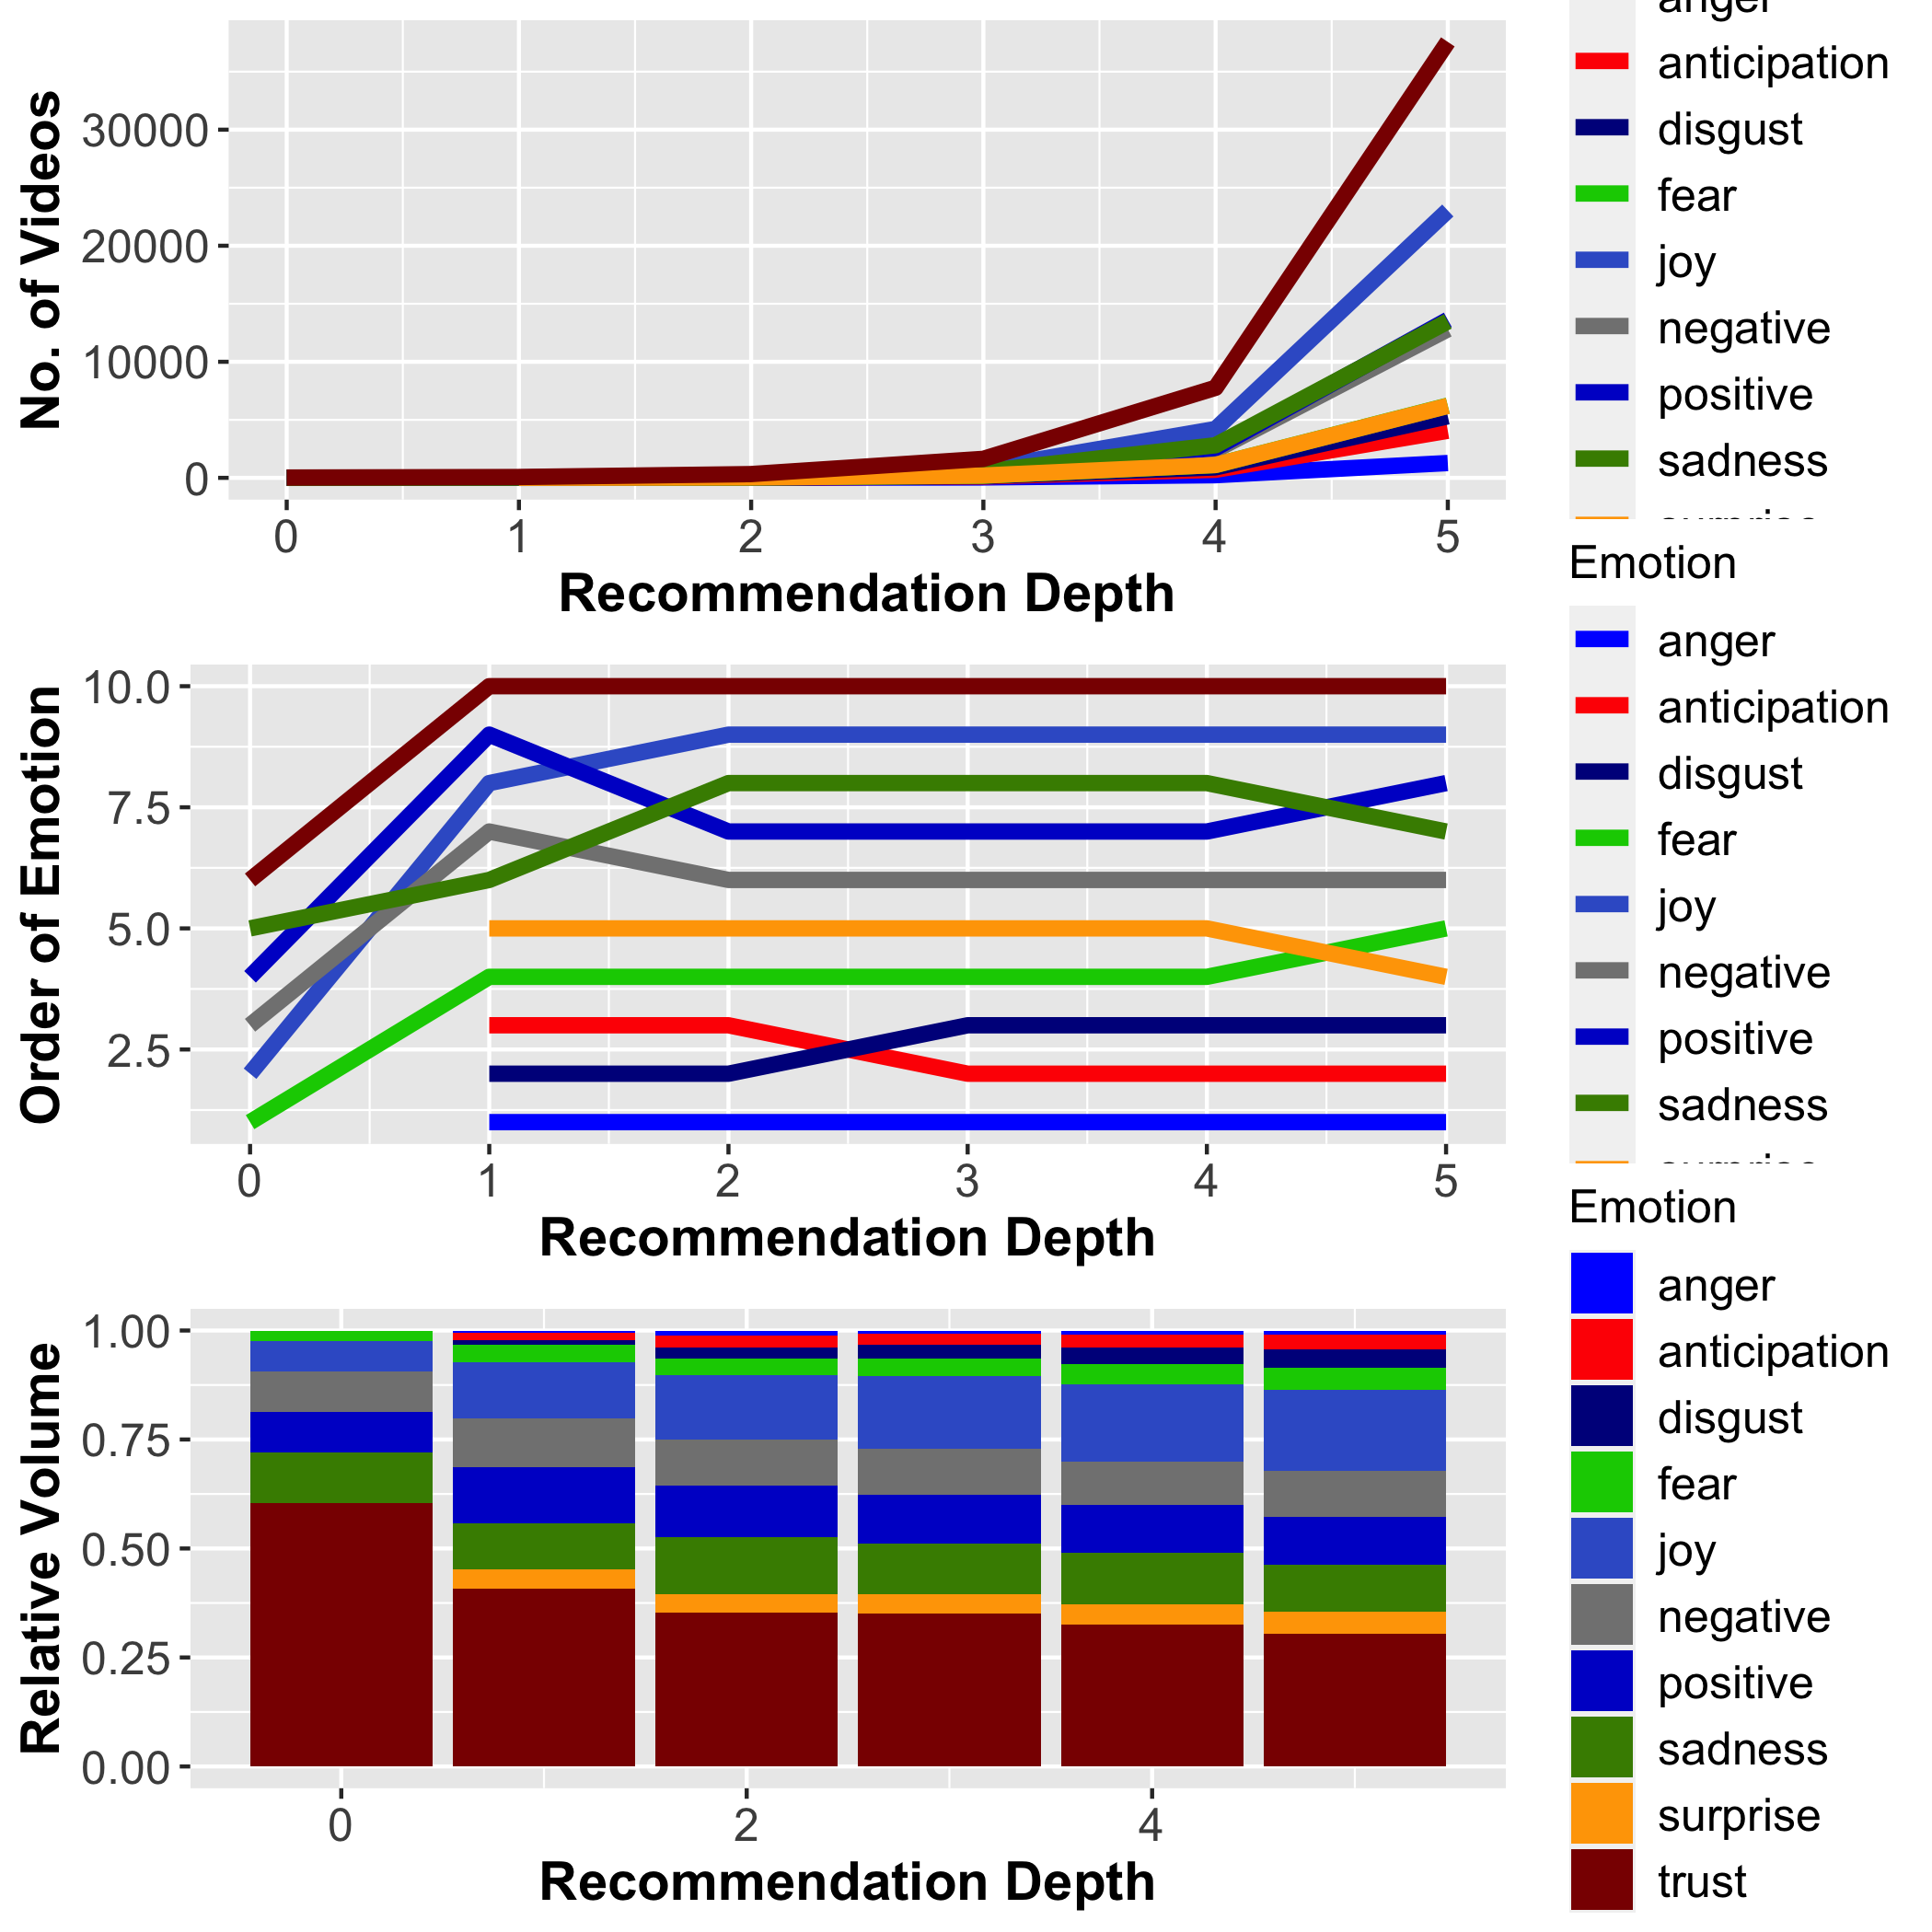 anger
anticipation
disgust
fear
joy
negative
positive
sadness
No. of Videos
30000
20000
10000
0
0 1 2 3 4 5
Recommendation Depth
Emotion
anger
anticipation
disgust
fear
joy
negative
positive
sadness
Order of Emotion
10.0
7.5
5.0
2.5
0 1 2 3 4 5
Recommendation Depth
Emotion
anger
anticipation
disgust
fear
joy
negative
positive
sadness
surprise
trust
Relative Volume
1.00
0.75
0.50
0.25
0.00
0 2 4
Recommendation Depth